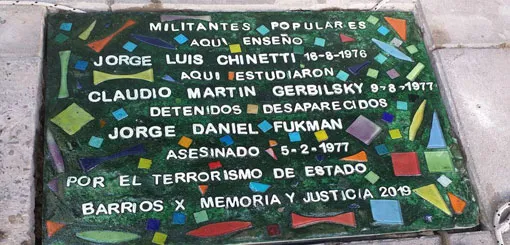 MILITANTES POPULARES
AQUI ENSEÑO
JORGE LUIS CHINETTI 16-8-1976
AQUI ESTUDIARON
CLAUDIO MARTIN GERBILSKY 9-8-1977
DETENIDOS DESAPARECIDOS
JORGE DANIEL FUKMAN
ASESINADO 5-2-1977
POR EL TERRORISMO DE ESTADO
BARRIOS X MEMORIA Y JUSTICIA 2019